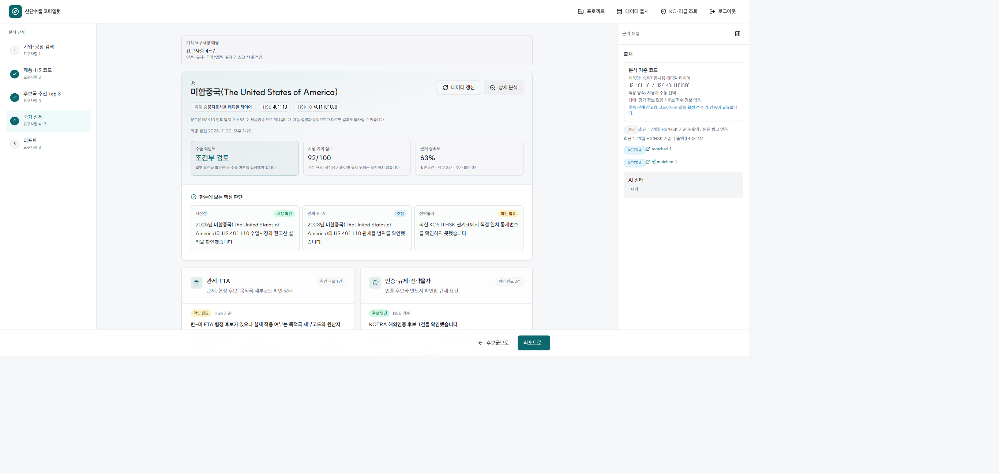 산단수출 코파일럿
프로젝트
데이터 출처
KC·리콜 조회
로그아웃
분석 단계
1
기업·공장 검색
요구사항 1
제품·HS 코드
요구사항 2
후보국 추천 Top 3
요구사항 3
4
국가 상세
요구사항 4~7
5
리포트
요구사항 8
기획 요구사항 매핑
요구사항 4~7
인증·규제·국가/업종·결제 리스크 상세 검증
US
미합중국(The United States of America)
데이터 갱신
상세 분석
제품 승용자동차용 래디알 타이어
HS6 401110
HSK10 4011101000
분석은 HSK10 정확 일치 > HS6 > 제품명 순으로 적용됩니다. 제품 설명과 품목코드가 다르면 결과도 달라질 수 있습니다.
최종 갱신 2026. 7. 20. 오후 1:20
수출 적합도
조건부 검토
일부 요건을 확인한 뒤 수출 여부를 결정해야 합니다.
시장 기회 점수
92/100
시장 규모·성장성 기준이며 규제 위험은 포함하지 않습니다.
근거 충족도
63%
확인 5건 · 참고 3건 · 추가 확인 3건
한눈에 보는 핵심 판단
시장성
시장 확인
2025년 미합중국(The United States of
America)의 HS 401110 수입시장과 한국산 실
적을 확인했습니다.
관세·FTA
추정
2023년 미합중국(The United States of
America)의 HS 401110 관세율 범위를 확인했
습니다.
전략물자
확인 필요
최신 KOSTI HSK 연계표에서 직접 일치 통제번호
를 확인하지 못했습니다.
관세·FTA
확인 필요 1건
관세, 협정 후보, 목적국 세부코드 확인 상태
확인 필요
HS6 기준
한-미 FTA 협정 후보가 있으나 실제 적용 여부는 목적국 세부코드와 원산지
인증·규제·전략물자
확인 필요 2건
인증 후보와 반드시 확인할 규제 요건
후보 발견
HS6 기준
KOTRA 해외인증 후보 1건을 확인했습니다.
후보군으로
리포트로
근거 패널
출처
분석 기준 코드
제품명: 승용자동차용 래디알 타이어
HS 401110 / HSK 4011101000
적용 방식: 사용자 수동 선택
상태: 평가 정보 없음 / 후보 점수 정보 없음
후속 단계 참고용 코드이므로 최종 확정 전 추가 검증이 필요합니
다.
기타 최근 12개월 HS/HSK 기준 수출액 / 원문 링크 없음
최근 12개월 HS/HSK 기준 수출액 $403.4M
KOTRA matched 1
KOTRA 젬 matched 4
AI 상태
대기